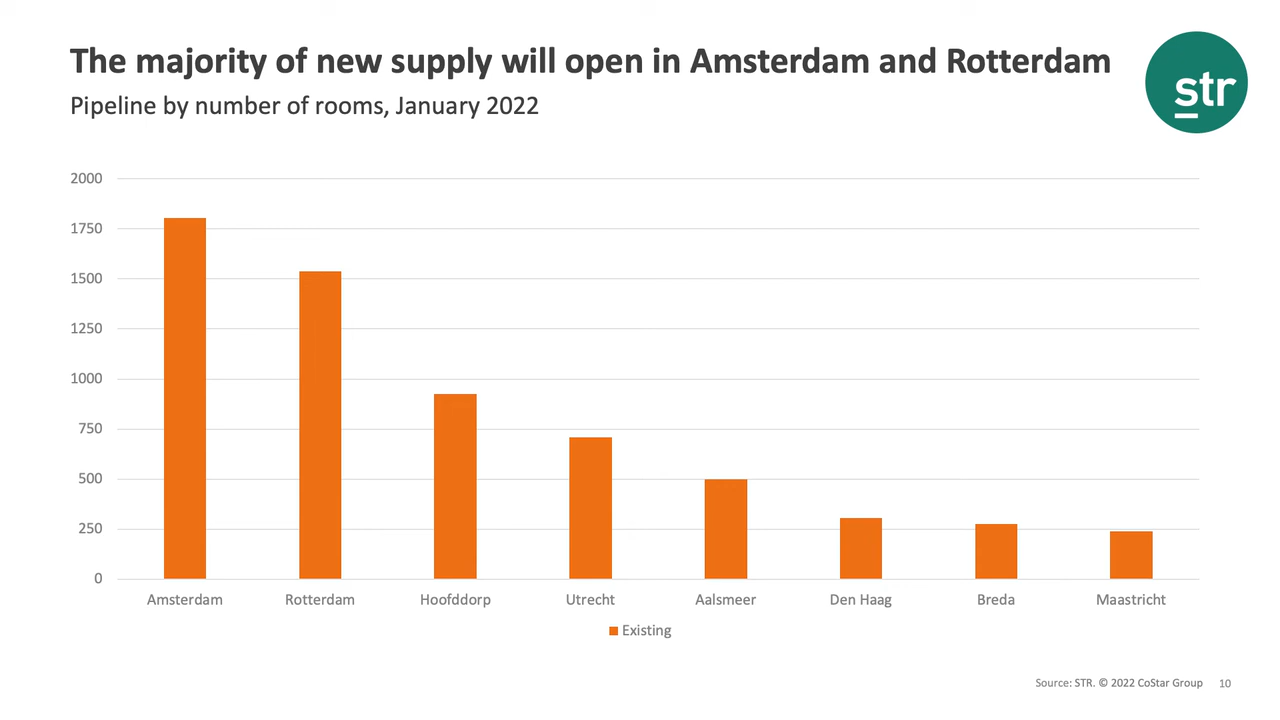 The majority of new supply will open in Amsterdam and Rotterdam
Pipeline by number of rooms, January 2022
str
2000
1750
1500
1250
1000
750
500
250
0
Amsterdam Rotterdam Hoofddorp Utrecht Aalsmeer Den Haag Breda Maastricht
Existing
Source: STR. © 2022 CoStar Group 10